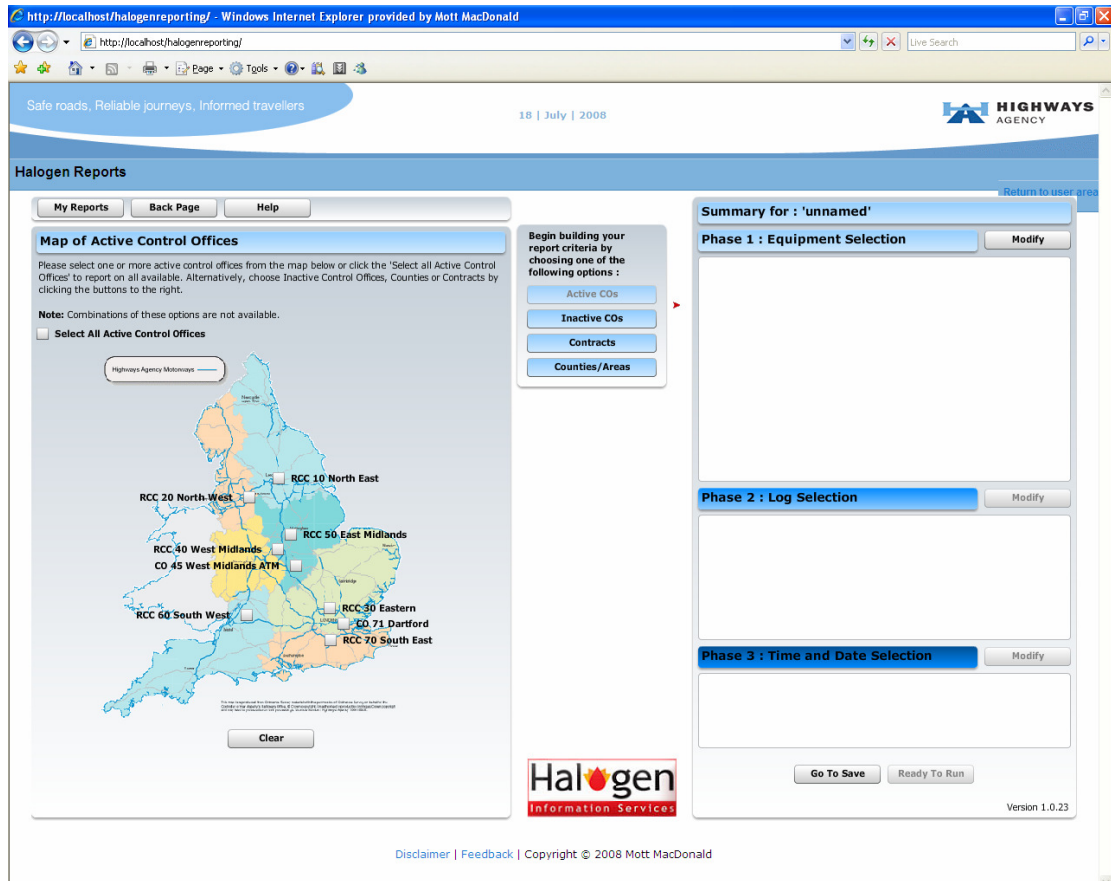 http://localhost/halogenreporting/ - Windows Internet Explorer provided by Mott MacDonald
http://localhost/halogenreporting/
Live Search
Page
Tools
Safe roads, Reliable journeys, Informed travellers
18 | July | 2008
HIGHWAYS
AGENCY
Halogen Reports
Return to user area
My Reports
Back Page
Help
Map of Active Control Offices
Please select one or more active control offices from the map below or click the 'Select all Active Control
Offices' to report on all available. Alternatively, choose Inactive Control Offices, Counties or Contracts by
clicking the buttons to the right.
Note: Combinations of these options are not available.
Select All Active Control Offices
Highways Agency Motorways
RCC 10 North East
RCC 20 North West
RCC 50 East Midlands
RCC 40 West Midlands
CO 45 West Midlands ATM
RCC 30 Eastern
RCC 60 South West
CO 71 Dartford
RCC 70 South East
Clear
Begin building your
report criteria by
choosing one of the
following options :
Active COs
Inactive COs
Contracts
Counties/Areas
Halogen
Information Services
Summary for : 'unnamed'
Phase 1 : Equipment Selection
Modify
Phase 2 : Log Selection
Modify
Phase 3 : Time and Date Selection
Modify
Go To Save
Ready To Run
Version 1.0.23
Disclaimer | Feedback | Copyright © 2008 Mott MacDonald